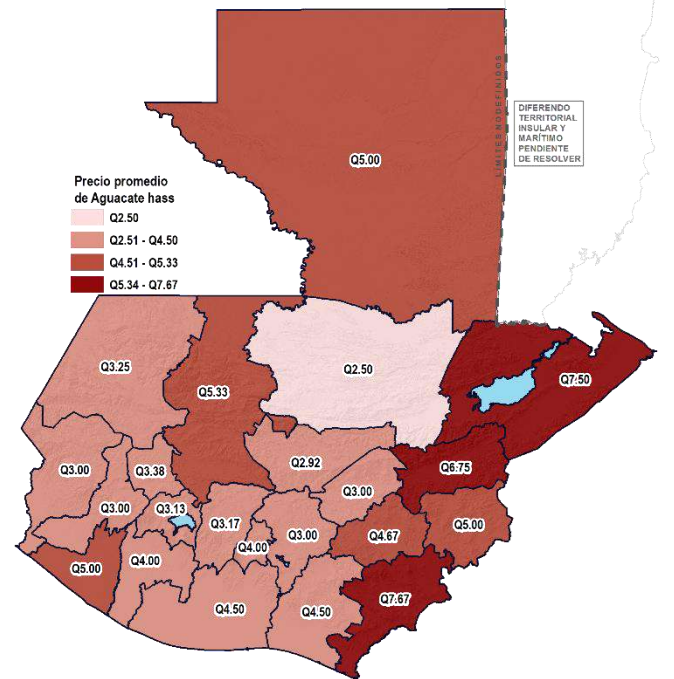 LÍMITES NO DEFINIDOS
DIFERENDO
TERRITORIAL
INSULAR Y
MARÍTIMO
PENDIENTE
DE RESOLVER
Q5.00
Precio promedio
de Aguacate hass
Q2.50
Q2.51 - Q4.50
Q4.51 - Q5.33
Q5.34 - Q7.67
Q3.25
Q5.33
Q2.50
Q7.50
Q3.00
Q3.38
Q2.92
Q6.75
Q3.00
Q3.00
Q3.13
Q3.17
Q4.00
Q3.00
Q4.67
Q5.00
Q5.00
Q4.00
Q4.50
Q4.50
Q7.67